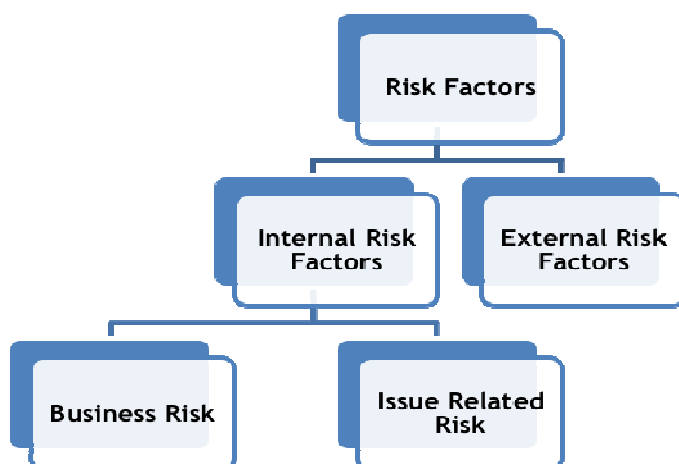 Risk Factors
Internal Risk
Factors
External Risk
Factors
Business Risk
Issue Related
Risk